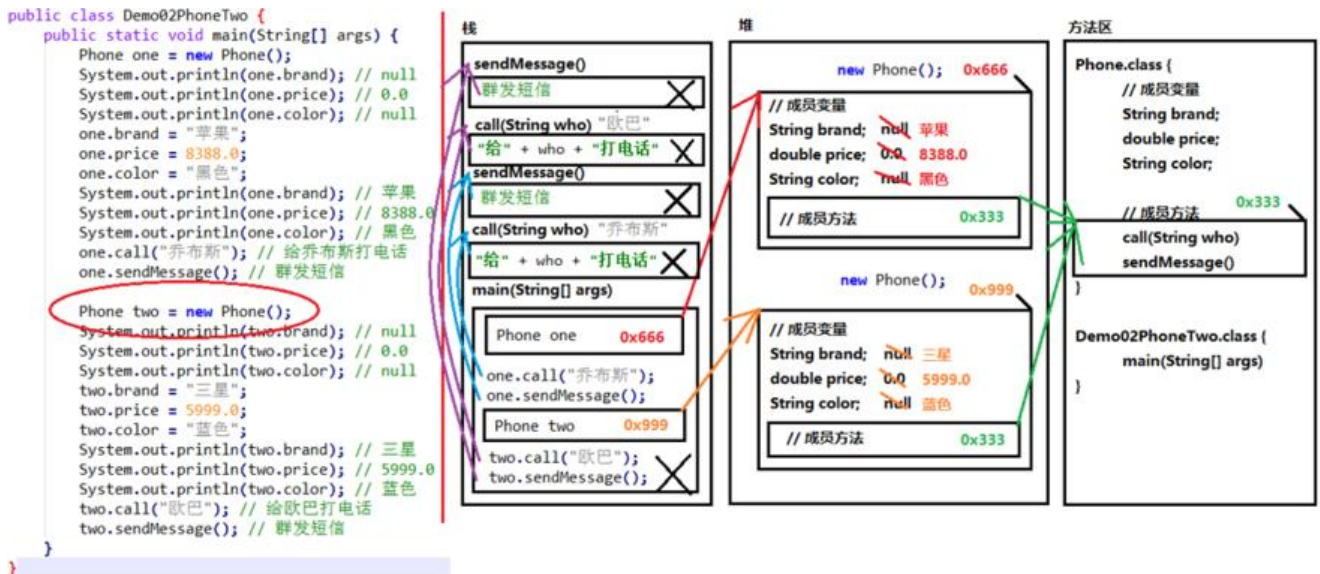 public class Demo02PhoneTwo {
public static void main(String[] args) {
Phone one = new Phone();
System.out.println(one.brand); // null
System.out.println(one.price); // 0.0
System.out.println(one.color); // null
one.brand = "苹果";
one.price = 8388.0;
one.color = "黑色";
System.out.println(one.brand); // 苹果
System.out.println(one.price); // 8388.0
System.out.println(one.color); // 黑色
one.call("乔布斯"); // 给乔布斯打电话
one.sendMessage(); // 群发短信
Phone two = new Phone();
System.out.println(two.brand); // null
System.out.println(two.price); // 0.0
System.out.println(two.color); // null
two.brand = "三星";
two.price = 5999.0;
two.color = "蓝色";
System.out.println(two.brand); // 三星
System.out.println(two.price); // 5999.0
System.out.println(two.color); // 蓝色
two.call("欧巴"); // 给欧巴打电话
two.sendMessage(); // 群发短信
}
}
栈
sendMessage()
群发短信
call(String who) "欧巴"
"给" + who + "打电话"
sendMessage()
群发短信
call(String who) "乔布斯"
"给" + who + "打电话"
main(String[] args)
Phone one 0x666
one.call("乔布斯");
one.sendMessage();
Phone two 0x999
two.call("欧巴");
two.sendMessage();
堆
new Phone(); 0x666
// 成员变量
String brand; null 苹果
double price; 0.0 8388.0
String color; null 黑色
// 成员方法 0x333
new Phone(); 0x999
// 成员变量
String brand; null 三星
double price; 0.0 5999.0
String color; null 蓝色
// 成员方法 0x333
方法区
Phone.class {
// 成员变量
String brand;
double price;
String color;
// 成员方法 0x333
call(String who)
sendMessage()
}
Demo02PhoneTwo.class {
main(String[] args)
}